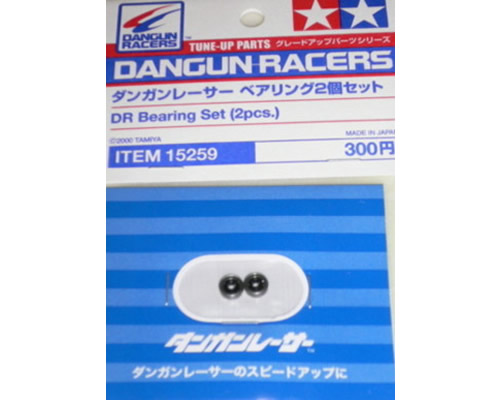 DANGUN RACERS™
TUNE-UP PARTS グレードアップパーツシリーズ
DANGUN RACERS
ダンガンレーサー ベアリング2個セット
DR Bearing Set (2pcs.)
©2000 TAMIYA
MADE IN JAPAN
ITEM 15259
300円
ダンガンレーサー™
ダンガンレーサーのスピードアップに